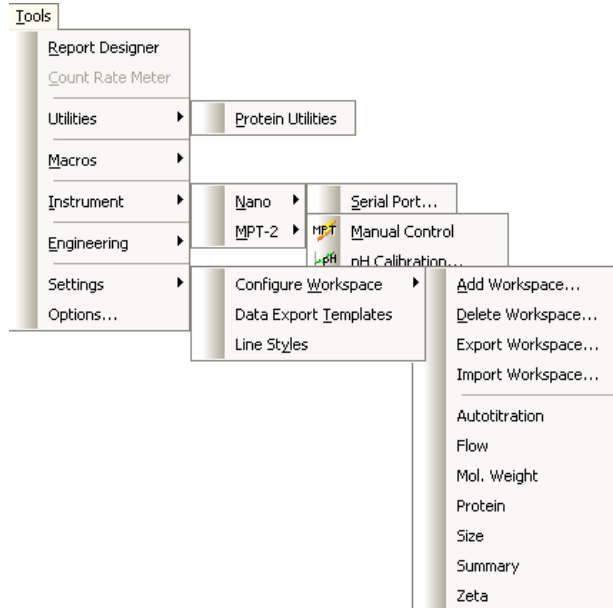 Tools
Report Designer
Count Rate Meter
Utilities
Protein Utilities
Macros
Instrument
Nano
Serial Port...
MPT-2
MPT
Manual Control
Engineering
pH
pH Calibration...
Settings
Configure Workspace
Add Workspace...
Options...
Data Export Templates
Delete Workspace...
Line Styles
Export Workspace...
Import Workspace...
Autotitration
Flow
Mol. Weight
Protein
Size
Summary
Zeta